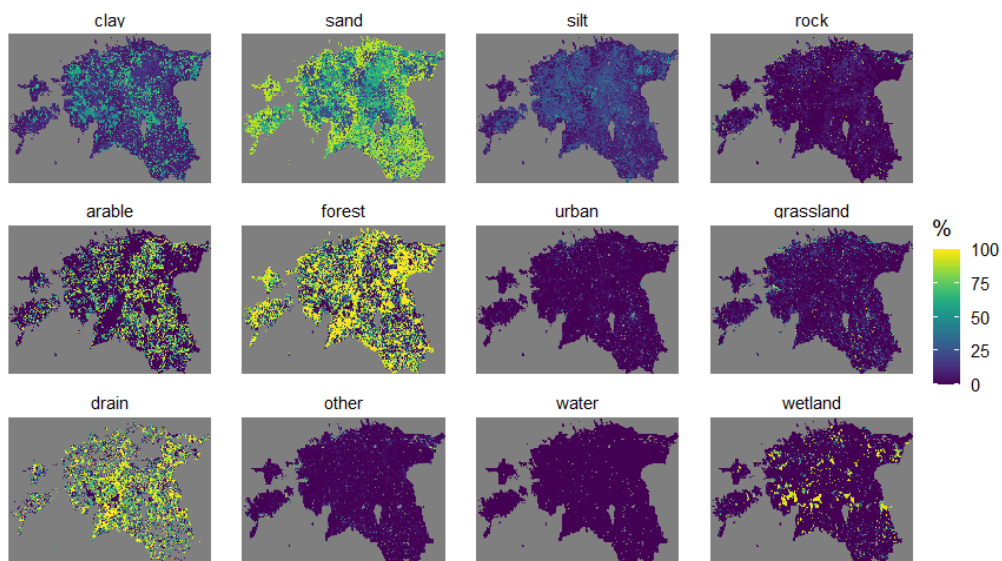 clay
sand
silt
rock
arable
forest
urban
grassland
%
100
75
50
25
0
drain
other
water
wetland